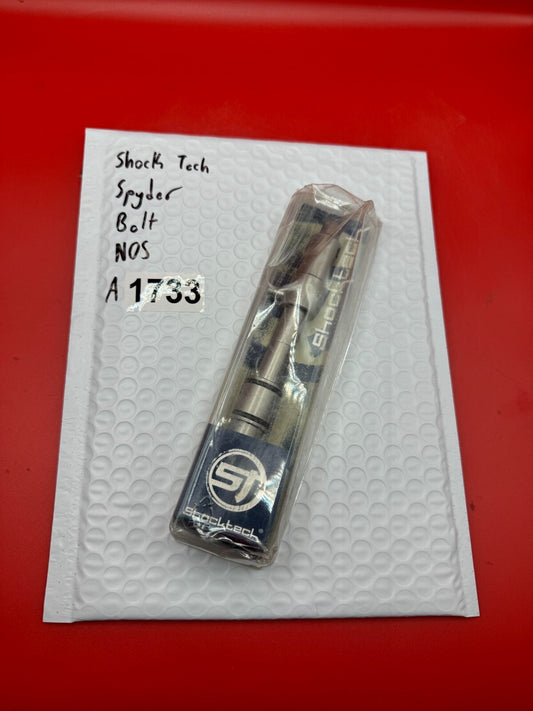 Shock Tech
Spyder
Bolt
NOS
A 1733
shocktech
ST
shocktech®